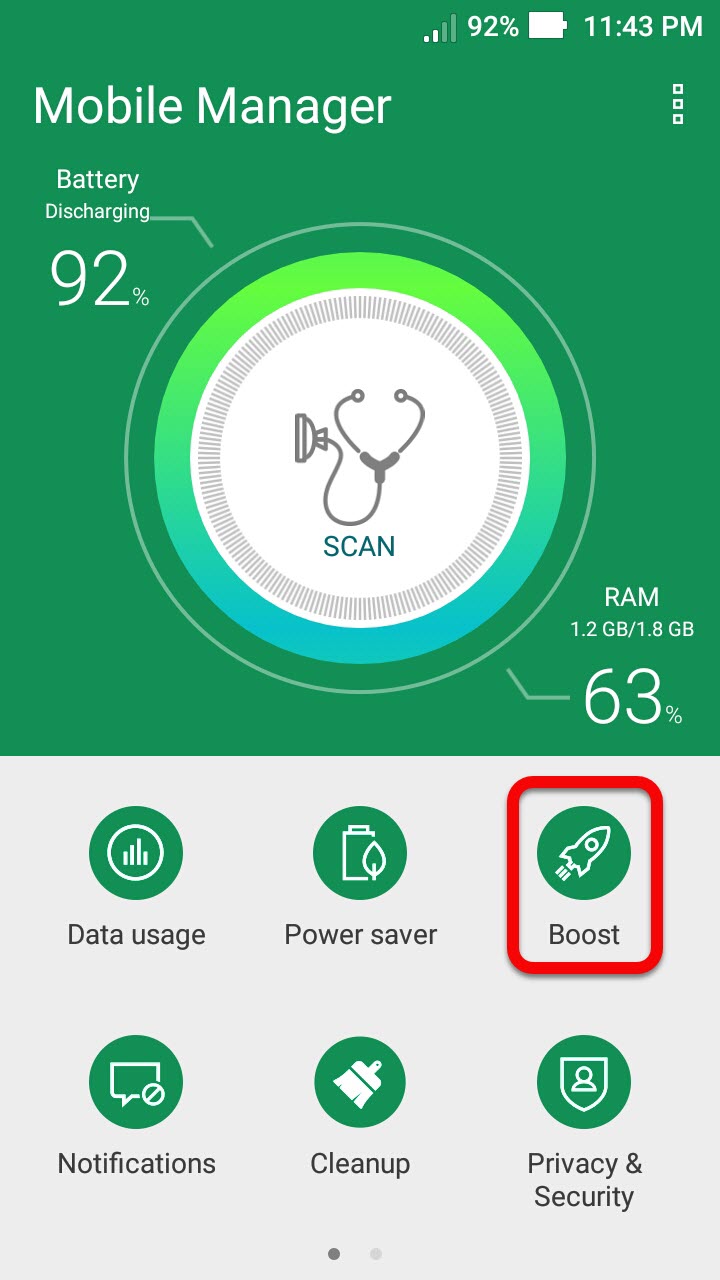 92% 11:43 PM
Mobile Manager
Battery
Discharging
92%
SCAN
RAM
1.2 GB/1.8 GB
63%
Data usage
Power saver
Boost
Notifications
Cleanup
Privacy &
Security